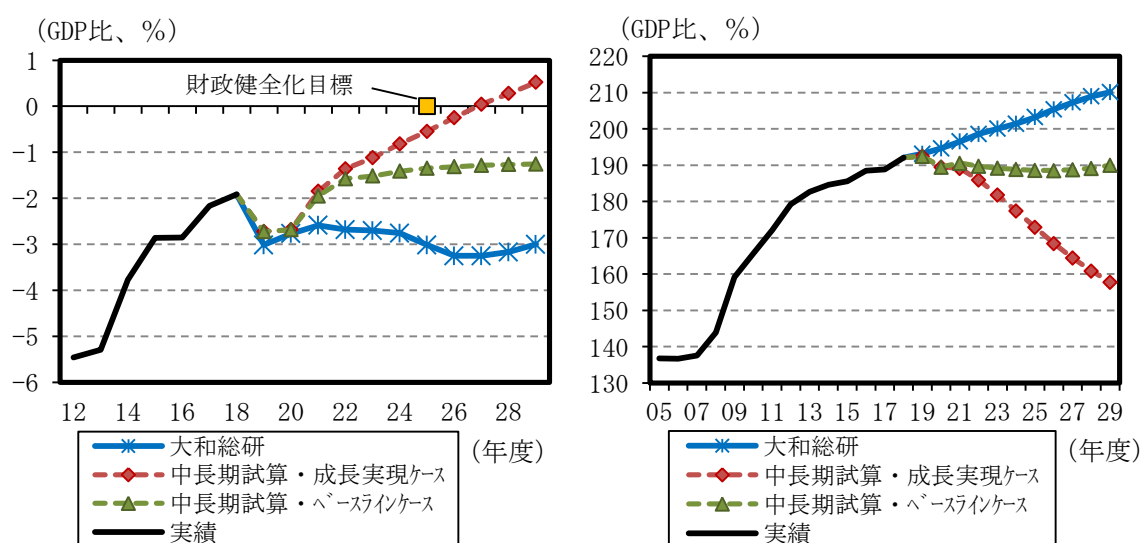 (GDP比、%)
1
0
-1
-2
-3
-4
-5
-6
財政健全化目標
12 14 16 18 20 22 24 26 28
(年度)
大和総研
中長期試算・成長実現ｹｰｽ
中長期試算・ﾍﾞｰｽﾗｲﾝｹｰｽ
実績
(GDP比、%)
220
210
200
190
180
170
160
150
140
130
05 07 09 11 13 15 17 19 21 23 25 27 29
(年度)
大和総研
中長期試算・成長実現ｹｰｽ
中長期試算・ﾍﾞｰｽﾗｲﾝｹｰｽ
実績